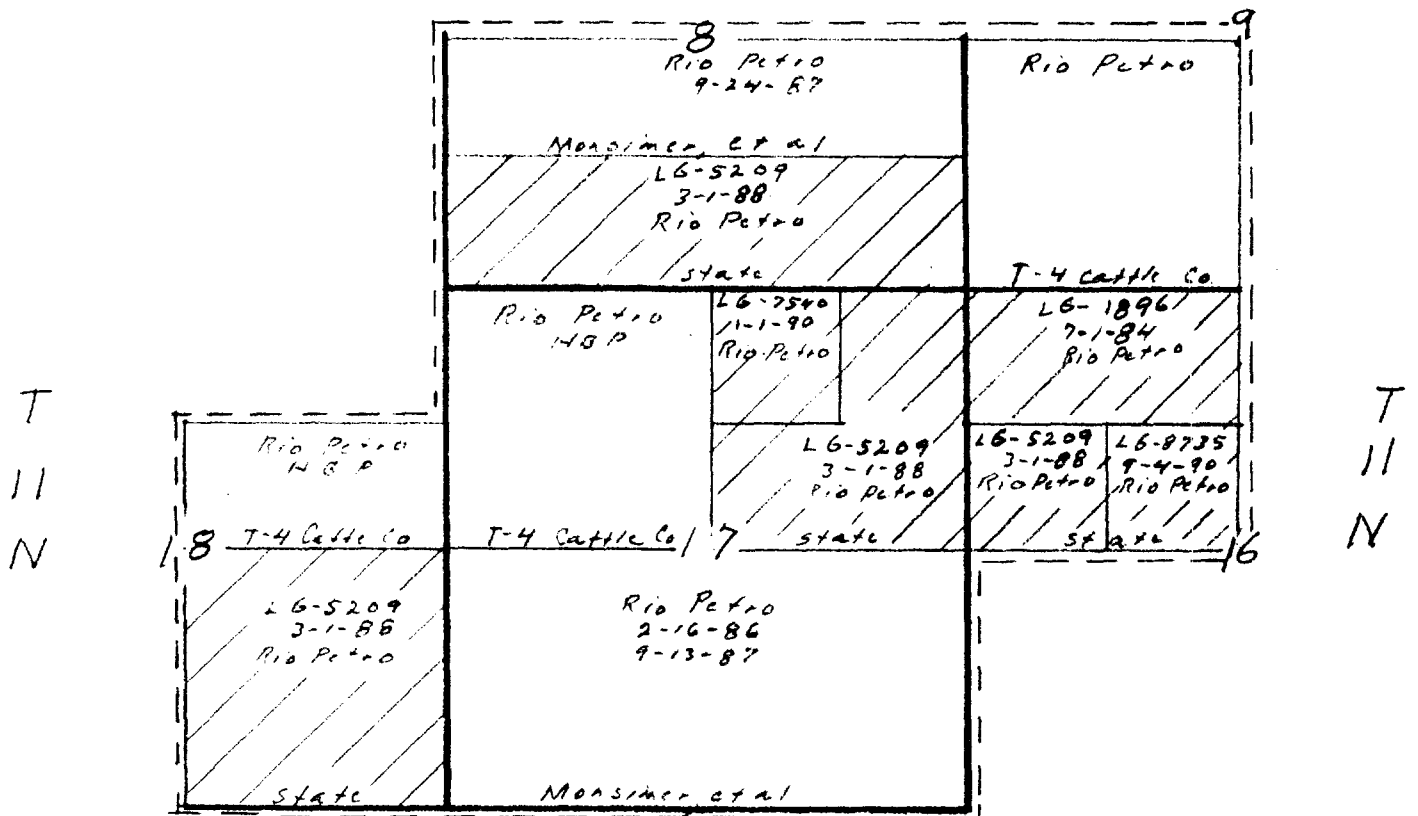 8
9
Rio Petro
9-24-87
Rio Petro
Monsimer, et al
LG-5209
3-1-88
Rio Petro
state
T-4 Cattle Co
Rio Petro
HBP
LG-7540
11-1-90
Rio Petro
LG-1896
7-1-84
Rio Petro
T
11
N
Rio Petro
HBP
LG-5209
3-1-88
Rio Petro
LG-5209
3-1-88
Rio Petro
LG-8735
9-4-90
Rio Petro
T
11
N
18
T-4 Cattle Co
T-4 Cattle Co
17
state
state
16
LG-5209
3-1-88
Rio Petro
Rio Petro
2-16-86
9-13-87
state
Monsimer et al